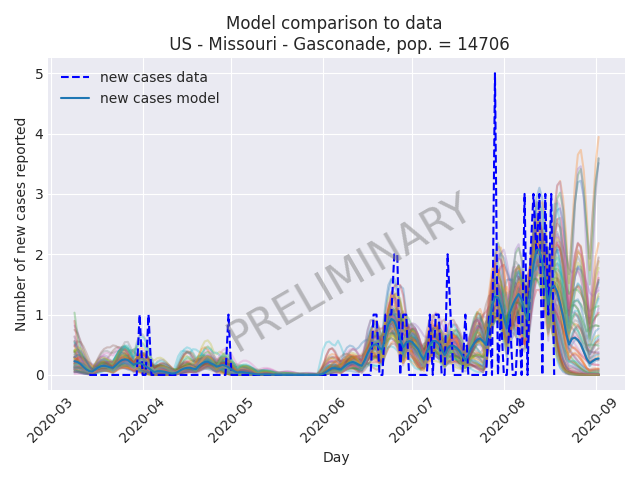 Model comparison to data
US - Missouri - Gasconade, pop. = 14706
new cases data
new cases model
PRELIMINARY
Number of new cases reported
5
4
3
2
1
0
2020-03
2020-04
2020-05
2020-06
2020-07
2020-08
2020-09
Day